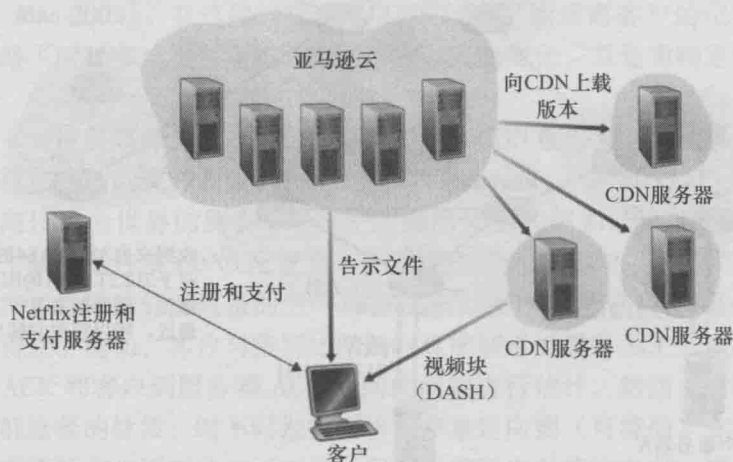 亚马逊云
向CDN上载
版本
CDN服务器
告示文件
注册和支付
Netflix注册和
支付服务器
CDN服务器
CDN服务器
视频块
(DASH)
客户